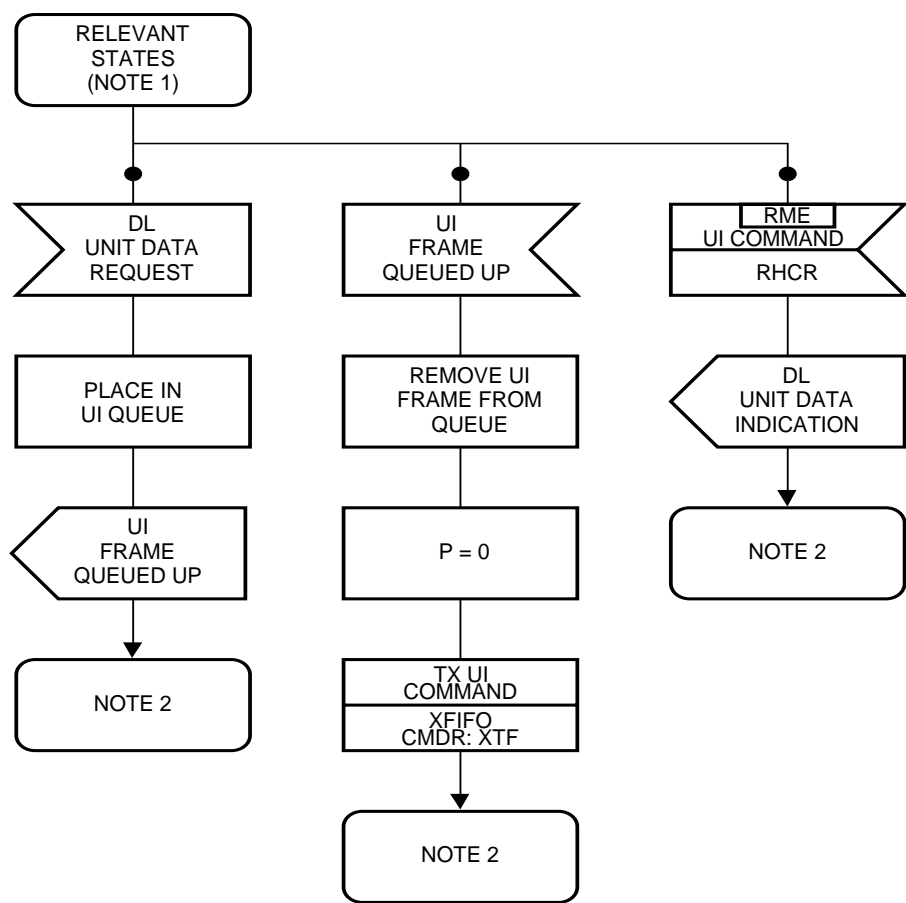 RELEVANT
STATES
(NOTE 1)
DL
UNIT DATA
REQUEST
PLACE IN
UI QUEUE
UI
FRAME
QUEUED UP
NOTE 2
UI
FRAME
QUEUED UP
REMOVE UI
FRAME FROM
QUEUE
P = 0
TX UI
COMMAND
XFIFO
CMDR: XTF
NOTE 2
RME
UI COMMAND
RHCR
DL
UNIT DATA
INDICATION
NOTE 2